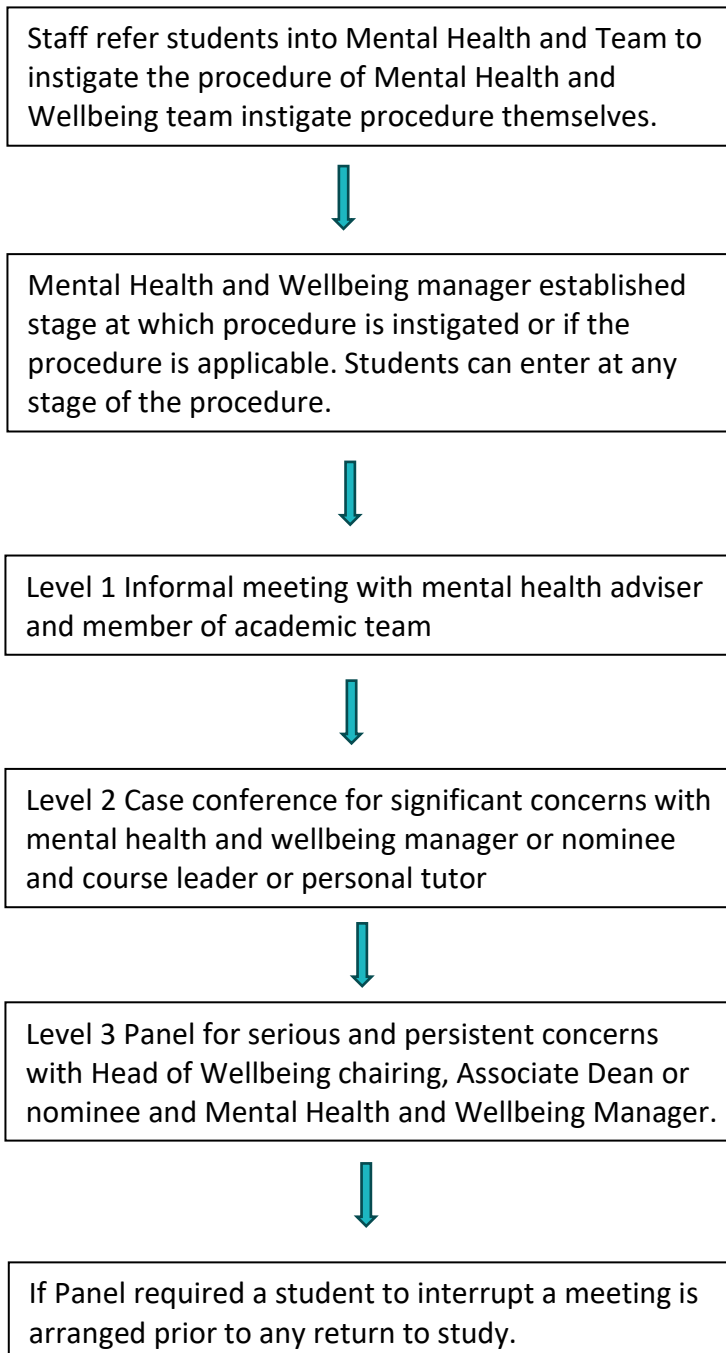 Staff refer students into Mental Health and Team to
instigate the procedure of Mental Health and
Wellbeing team instigate procedure themselves.
Mental Health and Wellbeing manager established
stage at which procedure is instigated or if the
procedure is applicable. Students can enter at any
stage of the procedure.
Level 1 Informal meeting with mental health adviser
and member of academic team
Level 2 Case conference for significant concerns with
mental health and wellbeing manager or nominee
and course leader or personal tutor
Level 3 Panel for serious and persistent concerns
with Head of Wellbeing chairing, Associate Dean or
nominee and Mental Health and Wellbeing Manager.
If Panel required a student to interrupt a meeting is
arranged prior to any return to study.